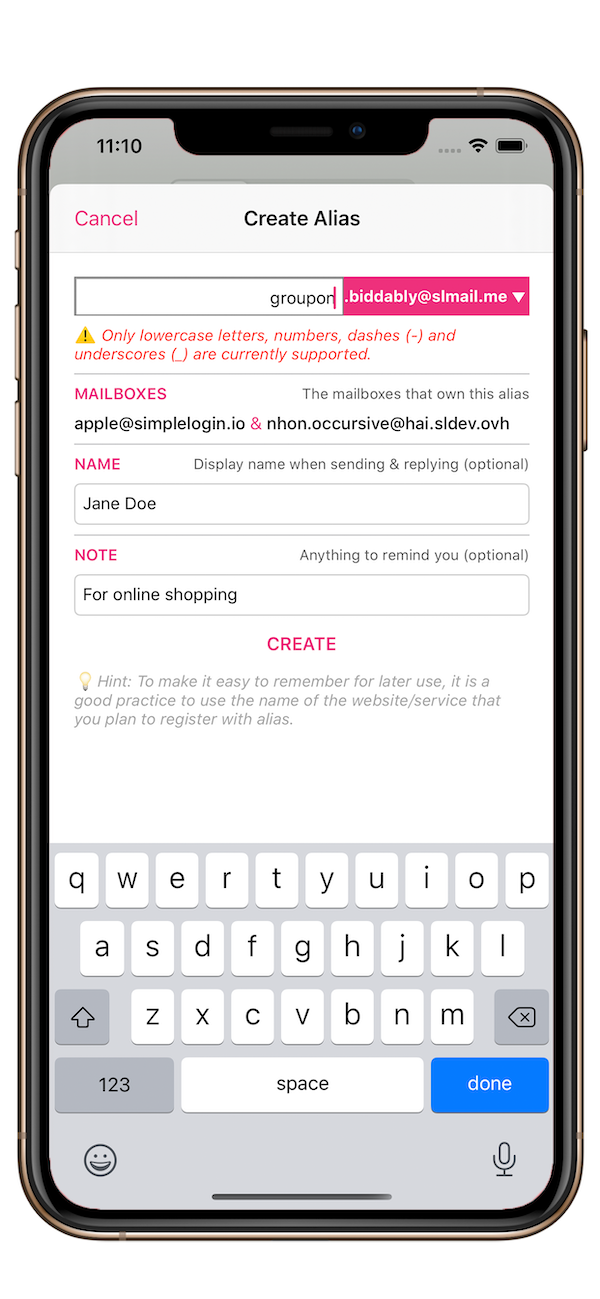 11:10
Cancel Create Alias
groupon .biddably@slmail.me ▼
⚠️ Only lowercase letters, numbers, dashes (-) and
underscores (_) are currently supported.
MAILBOXES The mailboxes that own this alias
apple@simplelogin.io & nhon.occursive@hai.sldev.ovh
NAME Display name when sending & replying (optional)
Jane Doe
NOTE Anything to remind you (optional)
For online shopping
CREATE
💡 Hint: To make it easy to remember for later use, it is a
good practice to use the name of the website/service that
you plan to register with alias.
q w e r t y u i o p
a s d f g h j k l
z x c v b n m
123 space done